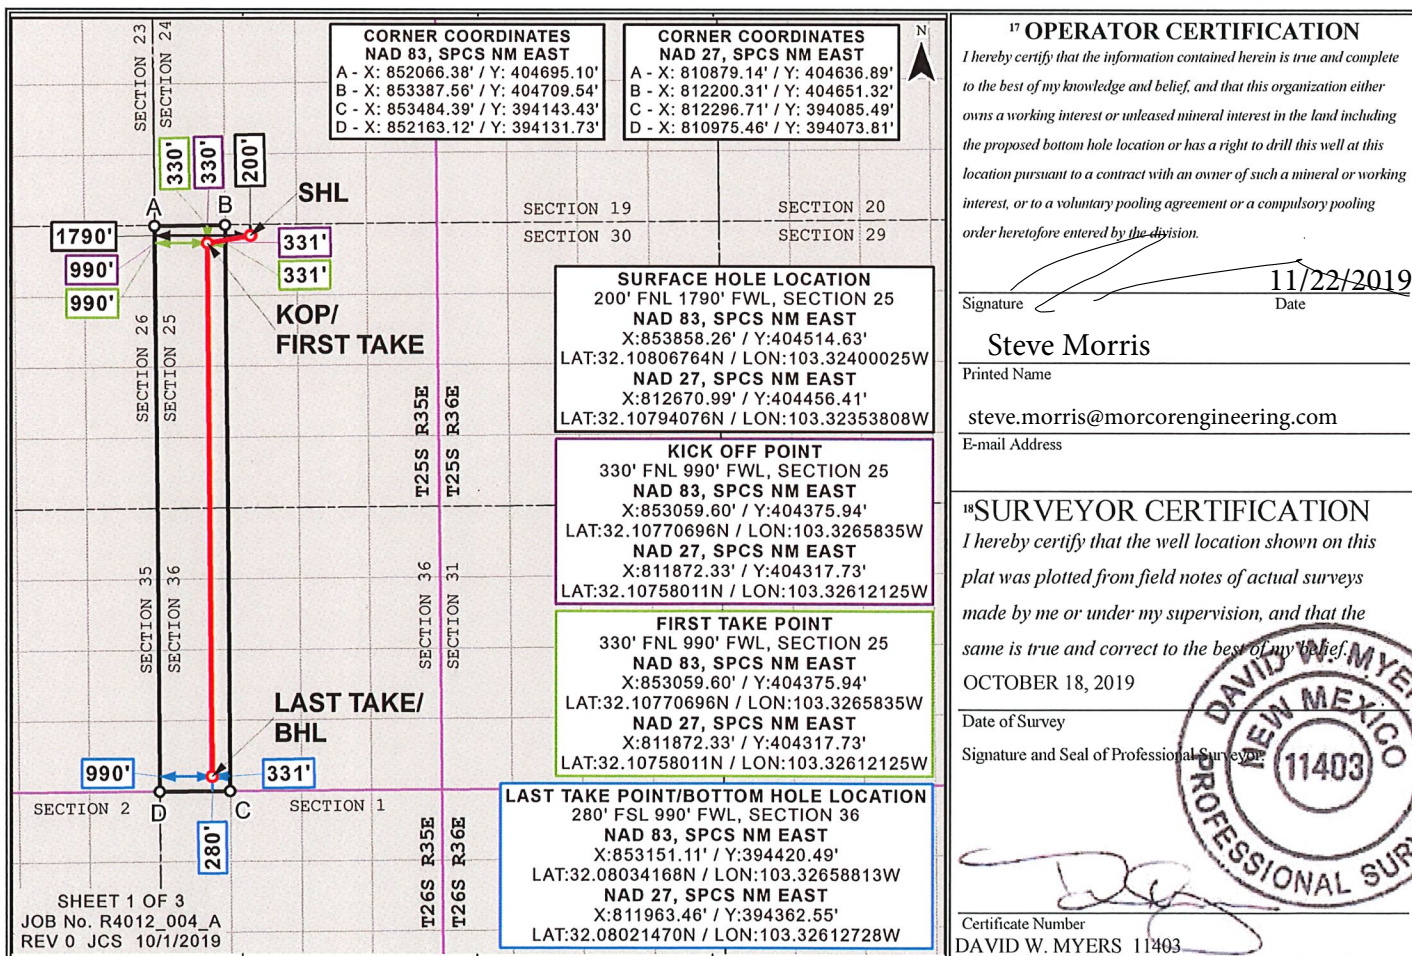 CORNER COORDINATES
NAD 83, SPCS NM EAST
A - X: 852066.38' / Y: 404695.10'
B - X: 853387.56' / Y: 404709.54'
C - X: 853484.39' / Y: 394143.43'
D - X: 852163.12' / Y: 394131.73'
CORNER COORDINATES
NAD 27, SPCS NM EAST
A - X: 810879.14' / Y: 404636.89'
B - X: 812200.31' / Y: 404651.32'
C - X: 812296.71' / Y: 394085.49'
D - X: 810975.46' / Y: 394073.81'
N
SECTION 23
SECTION 24
330'
330'
200'
A
B
SHL
1790'
990'
990'
331'
331'
KOP/
FIRST TAKE
SECTION 19
SECTION 20
SECTION 30
SECTION 29
SECTION 26
SECTION 25
T25S R35E
T25S R36E
SURFACE HOLE LOCATION
200' FNL 1790' FWL, SECTION 25
NAD 83, SPCS NM EAST
X:853858.26' / Y:404514.63'
LAT:32.10806764N / LON:103.32400025W
NAD 27, SPCS NM EAST
X:812670.99' / Y:404456.41'
LAT:32.10794076N / LON:103.32353808W
KICK OFF POINT
330' FNL 990' FWL, SECTION 25
NAD 83, SPCS NM EAST
X:853059.60' / Y:404375.94'
LAT:32.10770696N / LON:103.3265835W
NAD 27, SPCS NM EAST
X:811872.33' / Y:404317.73'
LAT:32.10758011N / LON:103.32612125W
FIRST TAKE POINT
330' FNL 990' FWL, SECTION 25
NAD 83, SPCS NM EAST
X:853059.60' / Y:404375.94'
LAT:32.10770696N / LON:103.3265835W
NAD 27, SPCS NM EAST
X:811872.33' / Y:404317.73'
LAT:32.10758011N / LON:103.32612125W
SECTION 35
SECTION 36
SECTION 36
SECTION 31
LAST TAKE/
BHL
990'
331'
SECTION 2
D
C
SECTION 1
280'
T26S R35E
T26S R36E
LAST TAKE POINT/BOTTOM HOLE LOCATION
280' FSL 990' FWL, SECTION 36
NAD 83, SPCS NM EAST
X:853151.11' / Y:394420.49'
LAT:32.08034168N / LON:103.32658813W
NAD 27, SPCS NM EAST
X:811963.46' / Y:394362.55'
LAT:32.08021470N / LON:103.32612728W
SHEET 1 OF 3
JOB No. R4012_004_A
REV 0 JCS 10/1/2019
17 OPERATOR CERTIFICATION
I hereby certify that the information contained herein is true and complete
to the best of my knowledge and belief, and that this organization either
owns a working interest or unleased mineral interest in the land including
the proposed bottom hole location or has a right to drill this well at this
location pursuant to a contract with an owner of such a mineral or working
interest, or to a voluntary pooling agreement or a compulsory pooling
order heretofore entered by the division.
11/22/2019
Signature Date
Steve Morris
Printed Name
steve.morris@morcorengineering.com
E-mail Address
18 SURVEYOR CERTIFICATION
I hereby certify that the well location shown on this
plat was plotted from field notes of actual surveys
made by me or under my supervision, and that the
same is true and correct to the best of my belief.
OCTOBER 18, 2019
Date of Survey
Signature and Seal of Professional Surveyor:
DAVID W. MYE
NEW MEXICO
11403
PROFESSIONAL SUR
Certificate Number
DAVID W. MYERS 11403